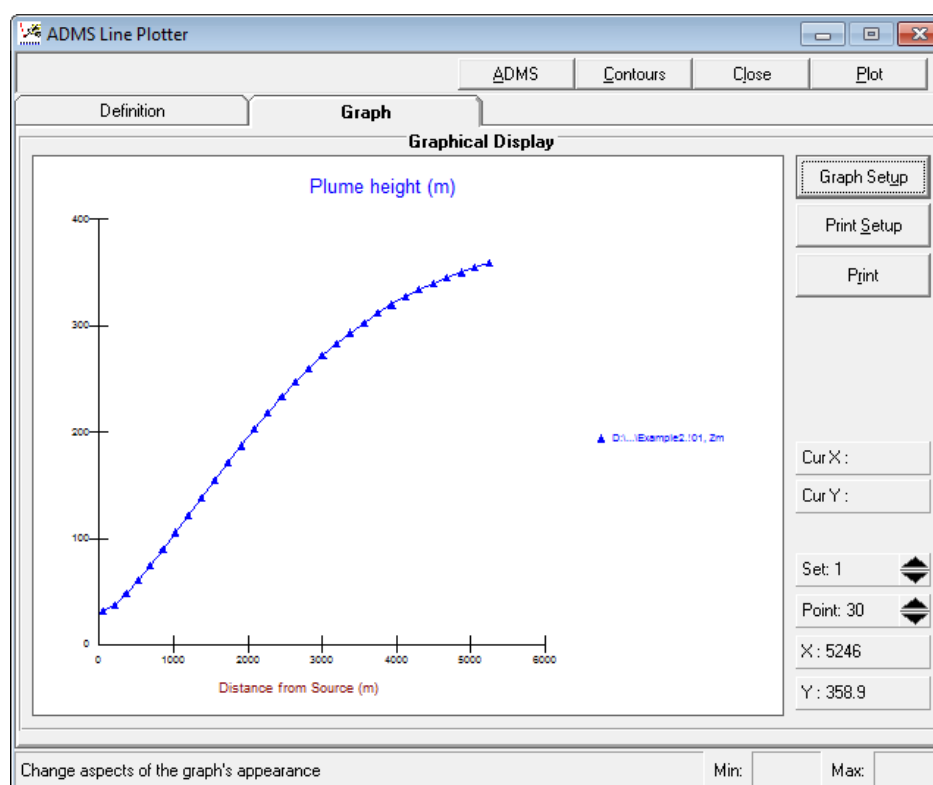 ADMS Line Plotter
ADMS Contours Close Plot
Definition Graph
Graphical Display
Plume height (m)
400
300
200
100
0
0 1000 2000 3000 4000 5000 6000
Distance from Source (m)
D:\...\Example2.!01, Zm
Graph Setup
Print Setup
Print
Cur X :
Cur Y :
Set: 1
Point: 30
X : 5246
Y : 358.9
Change aspects of the graph's appearance Min: Max: